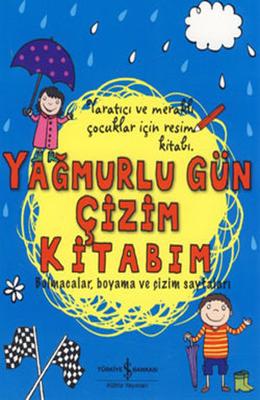 Yaratıcı ve meraklı
çocuklar için resim
kitabı.
YAĞMURLU GÜN
ÇİZİM
KİTABIM
Bulmacalar, boyama ve çizim sayfaları
TÜRKİYE İŞ BANKASI
Kültür Yayınları